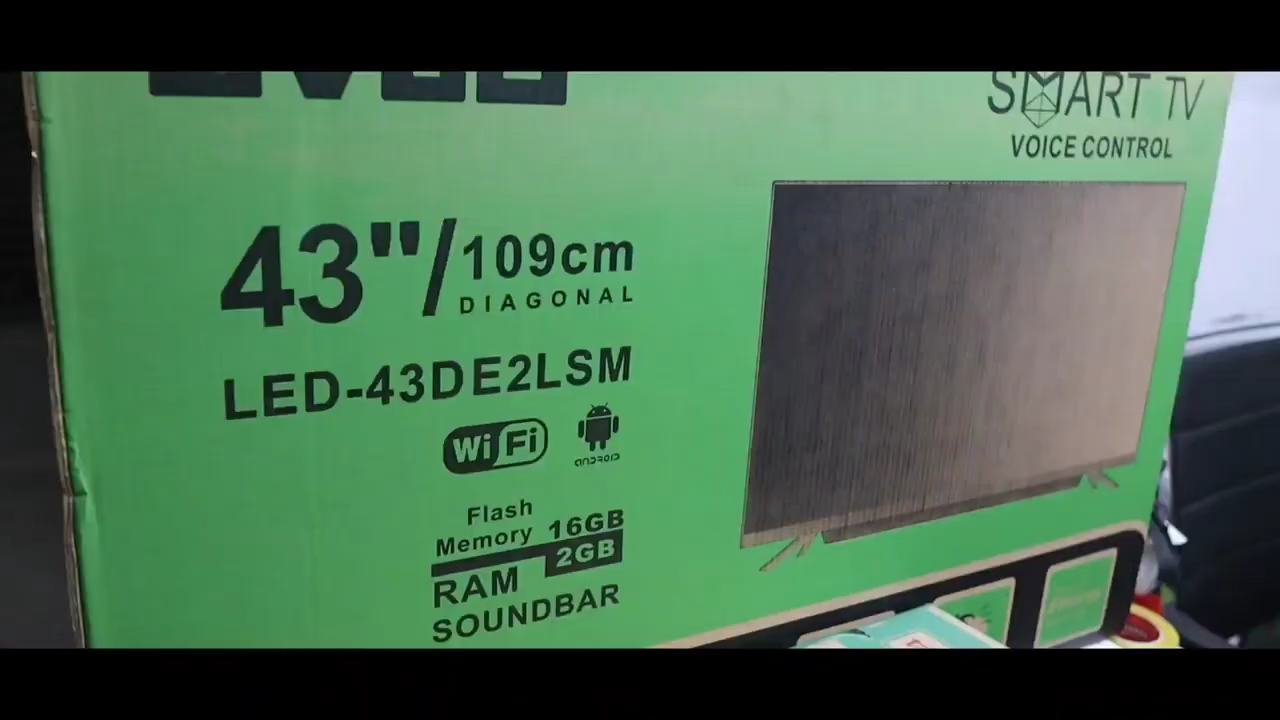 SMART TV
VOICE CONTROL
43"/109cm
DIAGONAL
LED-43DE2LSM
WiFi
ANDROID
Flash
Memory 16GB
2GB
RAM
SOUNDBAR